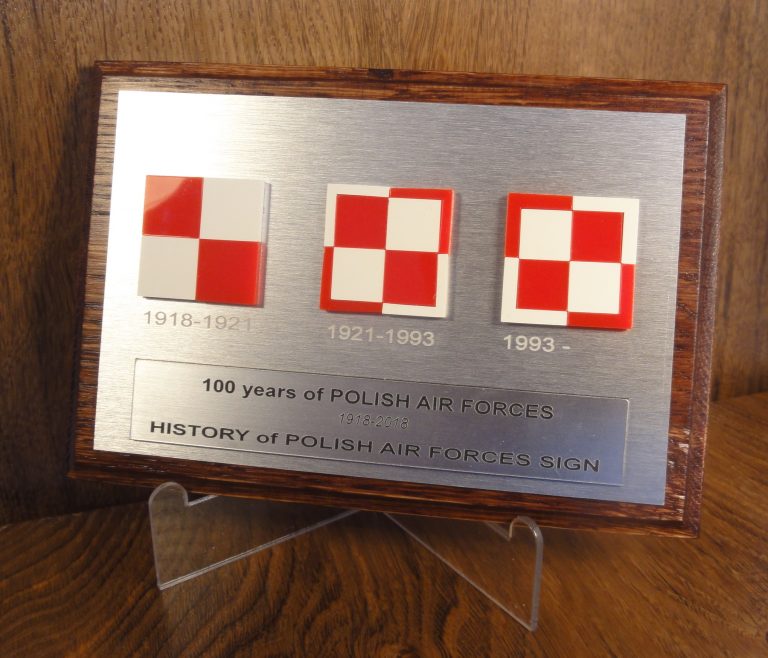 1918-1921
1921-1993
1993 -
100 years of POLISH AIR FORCES
1918-2018
HISTORY of POLISH AIR FORCES SIGN